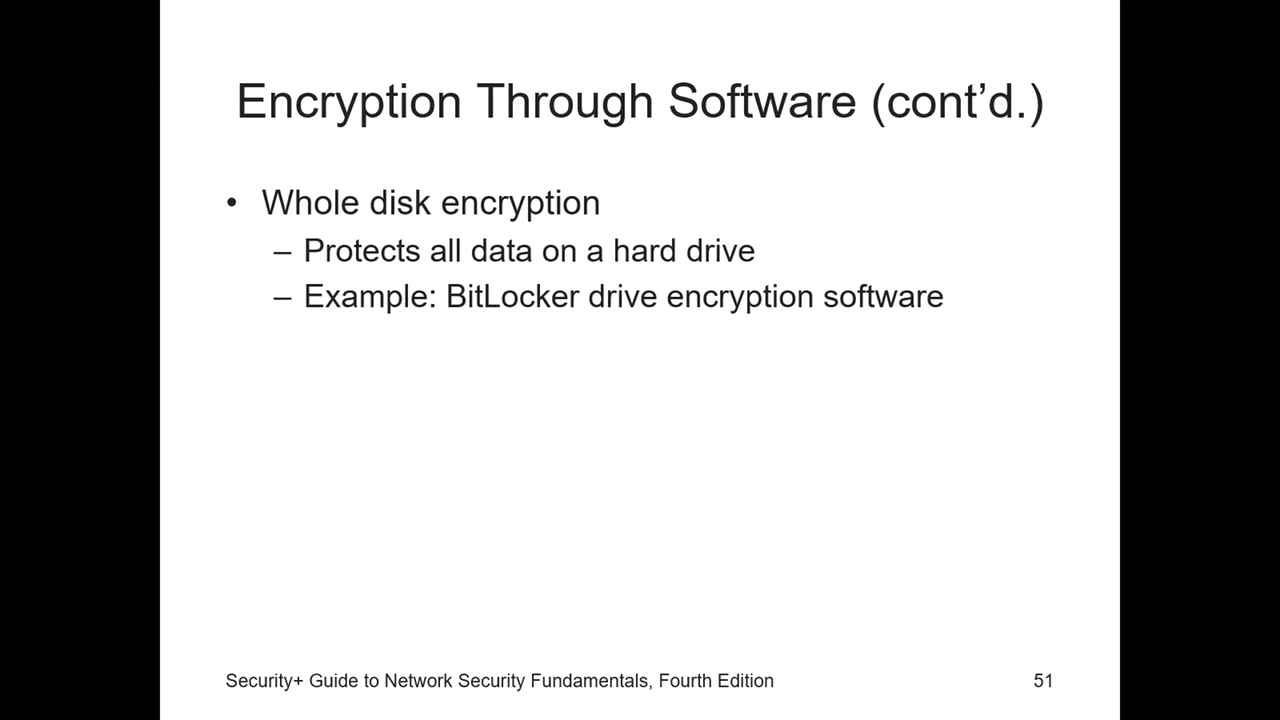 Encryption Through Software (cont’d.)
• Whole disk encryption
– Protects all data on a hard drive
– Example: BitLocker drive encryption software
Security+ Guide to Network Security Fundamentals, Fourth Edition 51